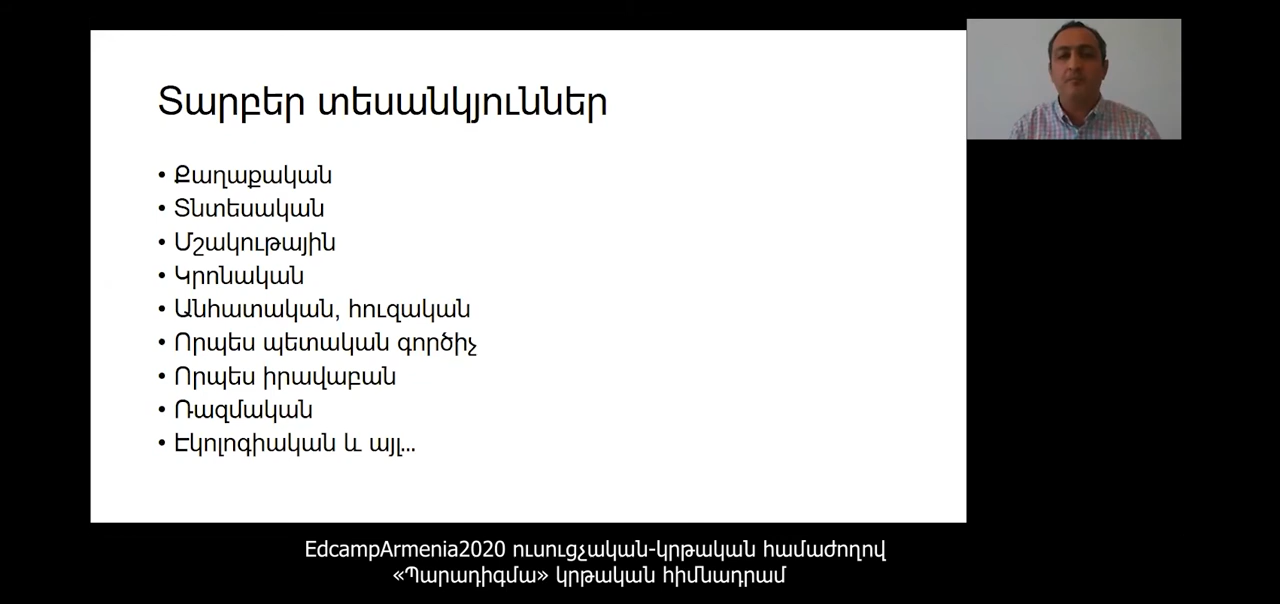 Տարբեր տեսանկյուններ
• Քաղաքական
• Տնտեսական
• Մշակութային
• Կրոնական
• Անհատական, հուզական
• Որպես պետական գործիչ
• Որպես իրավաբան
• Ռազմական
• Էկոլոգիական և այլ...
EdcampArmenia2020 ուսուցչական-կրթական համաժողով
«Պարադիգմա» կրթական հիմնադրամ